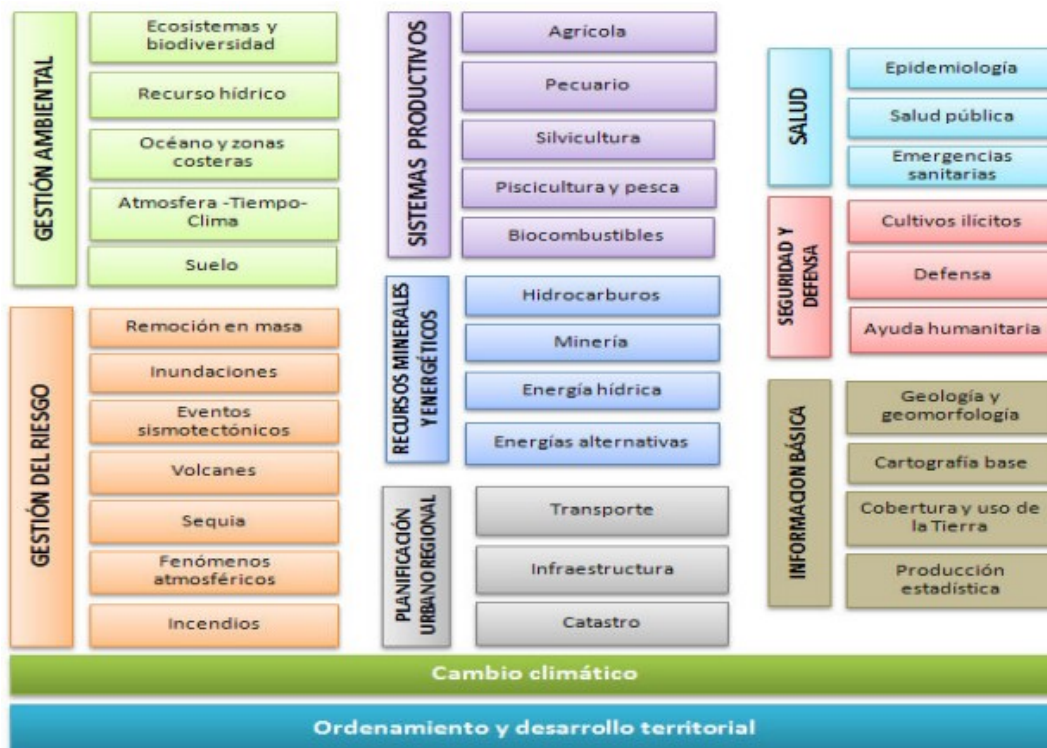 GESTIÓN AMBIENTAL
Ecosistemas y
biodiversidad
Recurso hídrico
Océano y zonas
costeras
Atmosfera -Tiempo-
Clima
Suelo
GESTIÓN DEL RIESGO
Remoción en masa
Inundaciones
Eventos
sismotectónicos
Volcanes
Sequia
Fenómenos
atmosféricos
Incendios
SISTEMAS PRODUCTIVOS
Agrícola
Pecuario
Silvicultura
Piscicultura y pesca
Biocombustibles
RECURSOS MINERALES
Y ENERGÉTICOS
Hidrocarburos
Minería
Energía hídrica
Energías alternativas
PLANIFICACIÓN
URBANO REGIONAL
Transporte
Infraestructura
Catastro
SALUD
Epidemiología
Salud pública
Emergencias
sanitarias
SEGURIDAD Y
DEFENSA
Cultivos ilícitos
Defensa
Ayuda humanitaria
INFORMACION BÁSICA
Geología y
geomorfología
Cartografía base
Cobertura y uso de
la Tierra
Producción
estadística
Cambio climático
Ordenamiento y desarrollo territorial